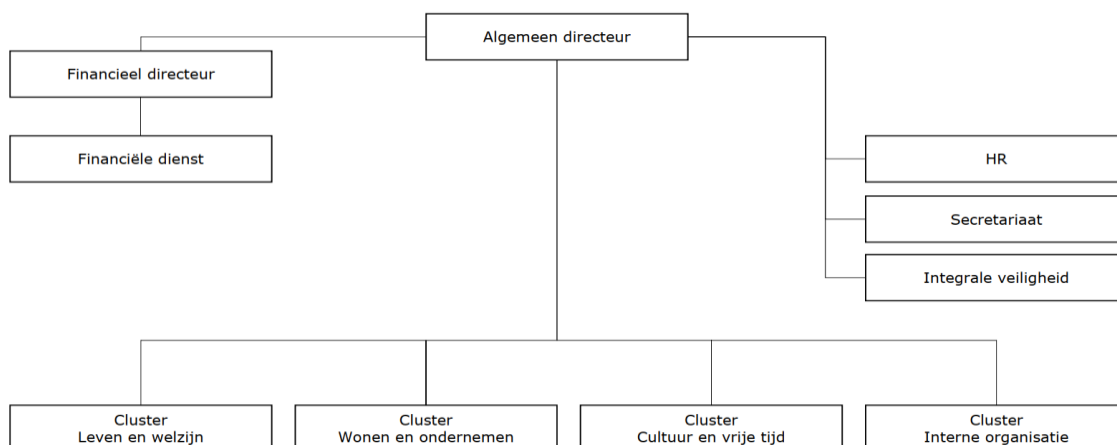 Algemeen directeur
Financieel directeur
Financiële dienst
HR
Secretariaat
Integrale veiligheid
Cluster
Leven en welzijn
Cluster
Wonen en ondernemen
Cluster
Cultuur en vrije tijd
Cluster
Interne organisatie